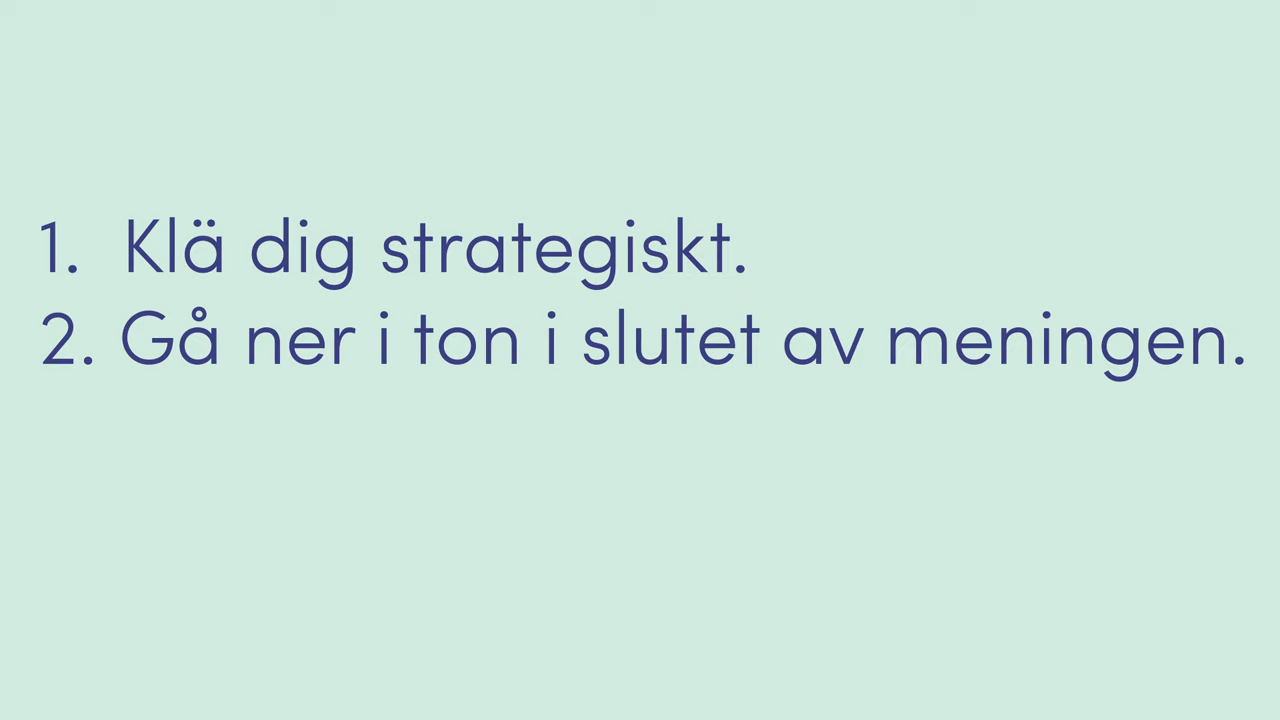 1. Klä dig strategiskt.
2. Gå ner i ton i slutet av meningen.